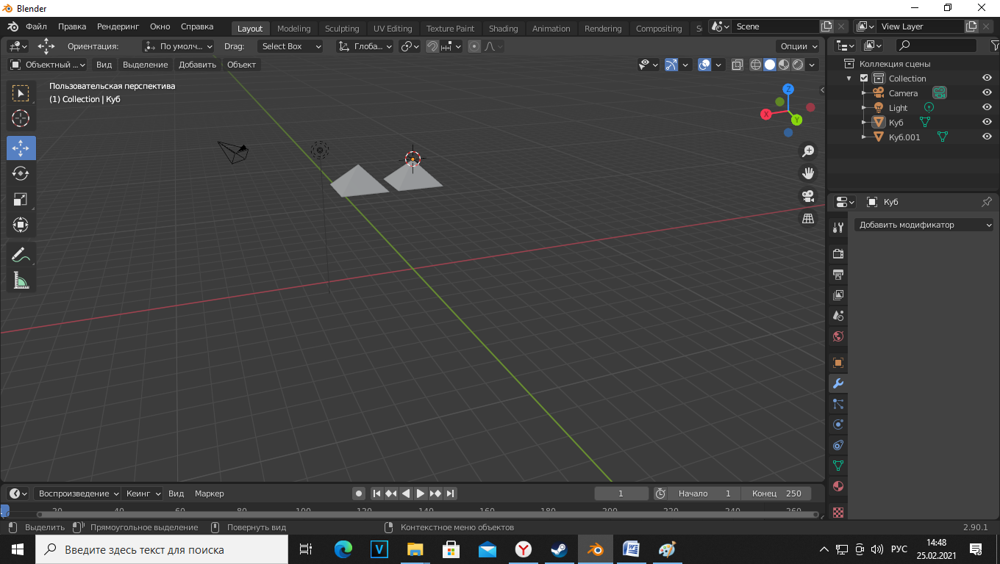 Blender
Файл Правка Рендеринг Окно Справка Layout Modeling Sculpting UV Editing Texture Paint Shading Animation Rendering Compositing Scene View Layer
Ориентация: По умолч... Drag: Select Box Глоба... Опции
Объектный ... Вид Выделение Добавить Объект
Пользовательская перспектива
(1) Collection | Куб
Z
X
Y
Коллекция сцены
Collection
Camera
Light
Куб
Куб.001
Куб
Добавить модификатор
Воспроизведение Кеинг Вид Маркер 1 Начало 1 Конец 250
20 40 60 80 100 120 140 160 180 200 220 240 260
Выделить Прямоугольное выделение Повернуть вид Контекстное меню объектов 2.90.1
Введите здесь текст для поиска
V
Y
W
РУС
14:48
25.02.2021